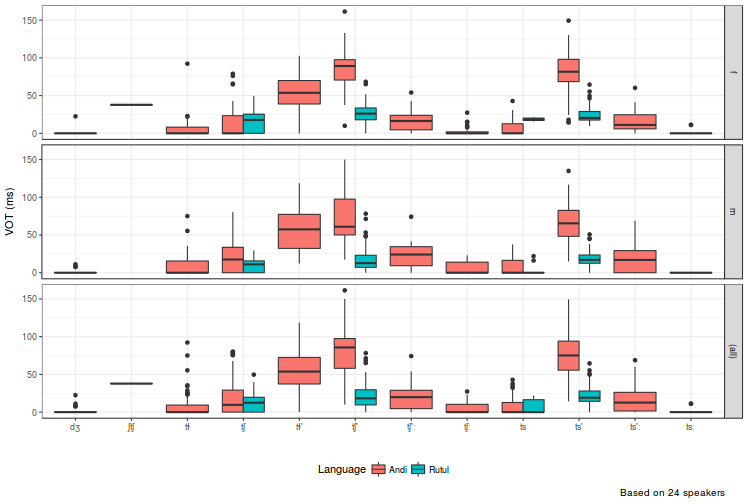 150
100
50
0
f
150
100
50
0
m
VOT (ms)
150
100
50
0
(all)
dʒ ʃtʃ tɬ tʃ tɬ' tʃ' tʃ': tʃ: ts ts' ts': ts:
Language Andi Rutul
Based on 24 speakers